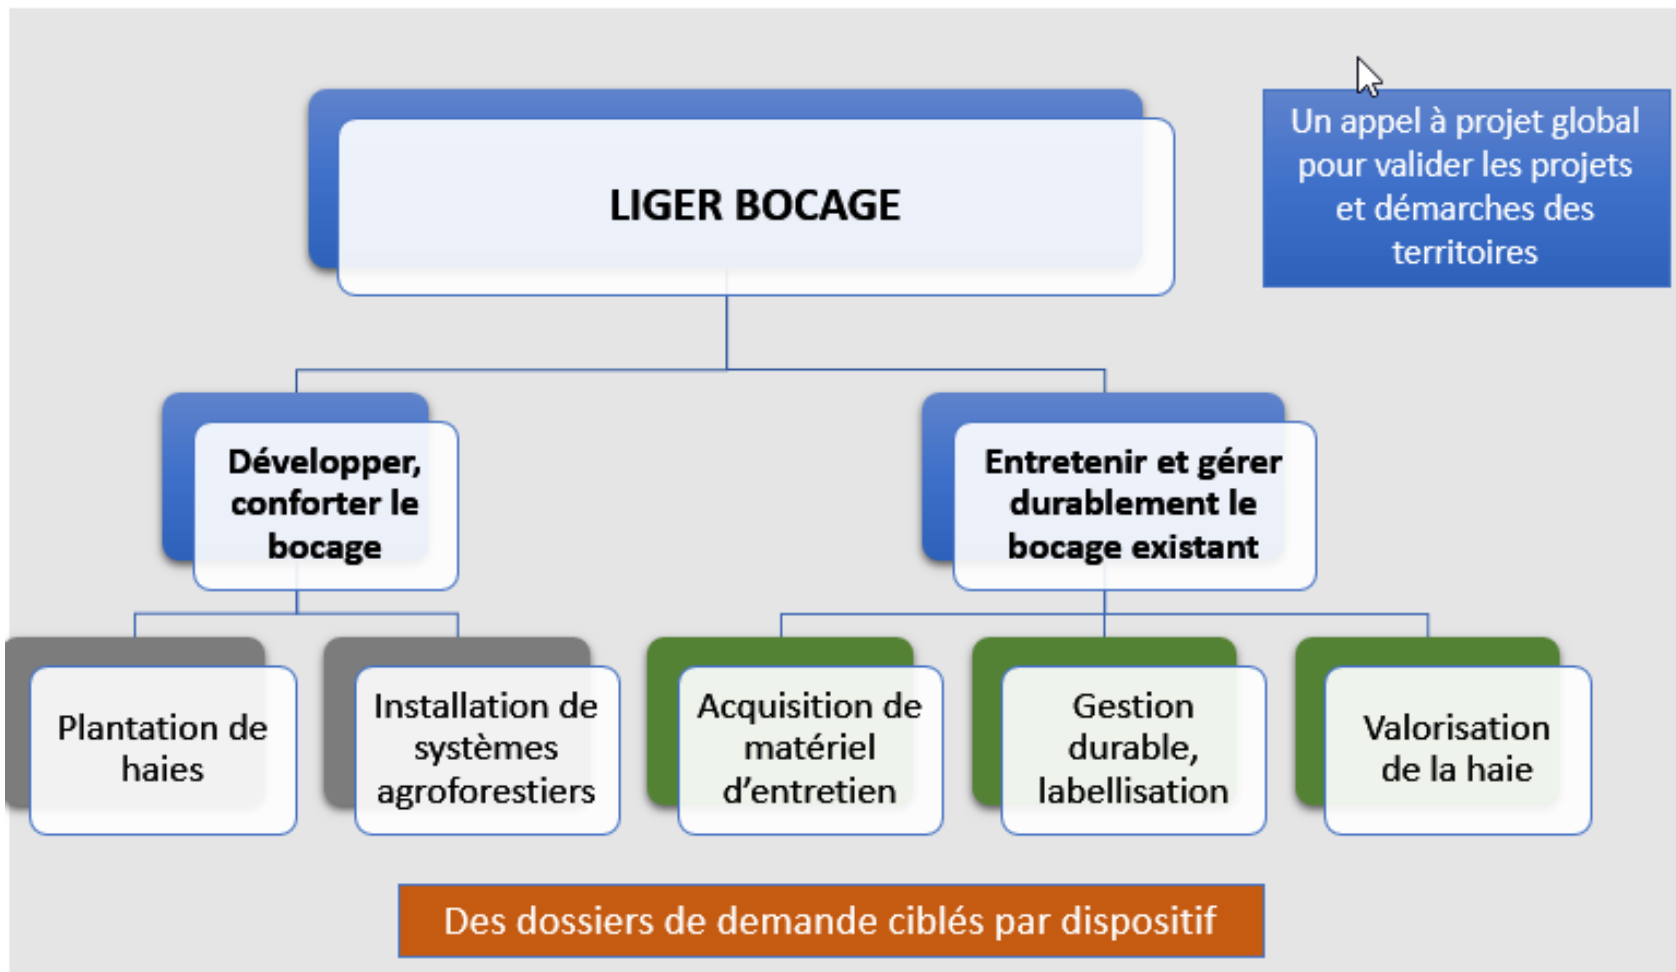 LIGER BOCAGE
Un appel à projet global
pour valider les projets
et démarches des
territoires
Développer,
conforter le
bocage
Entretenir et gérer
durablement le
bocage existant
Plantation de
haies
Installation de
systèmes
agroforestiers
Acquisition de
matériel
d’entretien
Gestion
durable,
labellisation
Valorisation
de la haie
Des dossiers de demande ciblés par dispositif